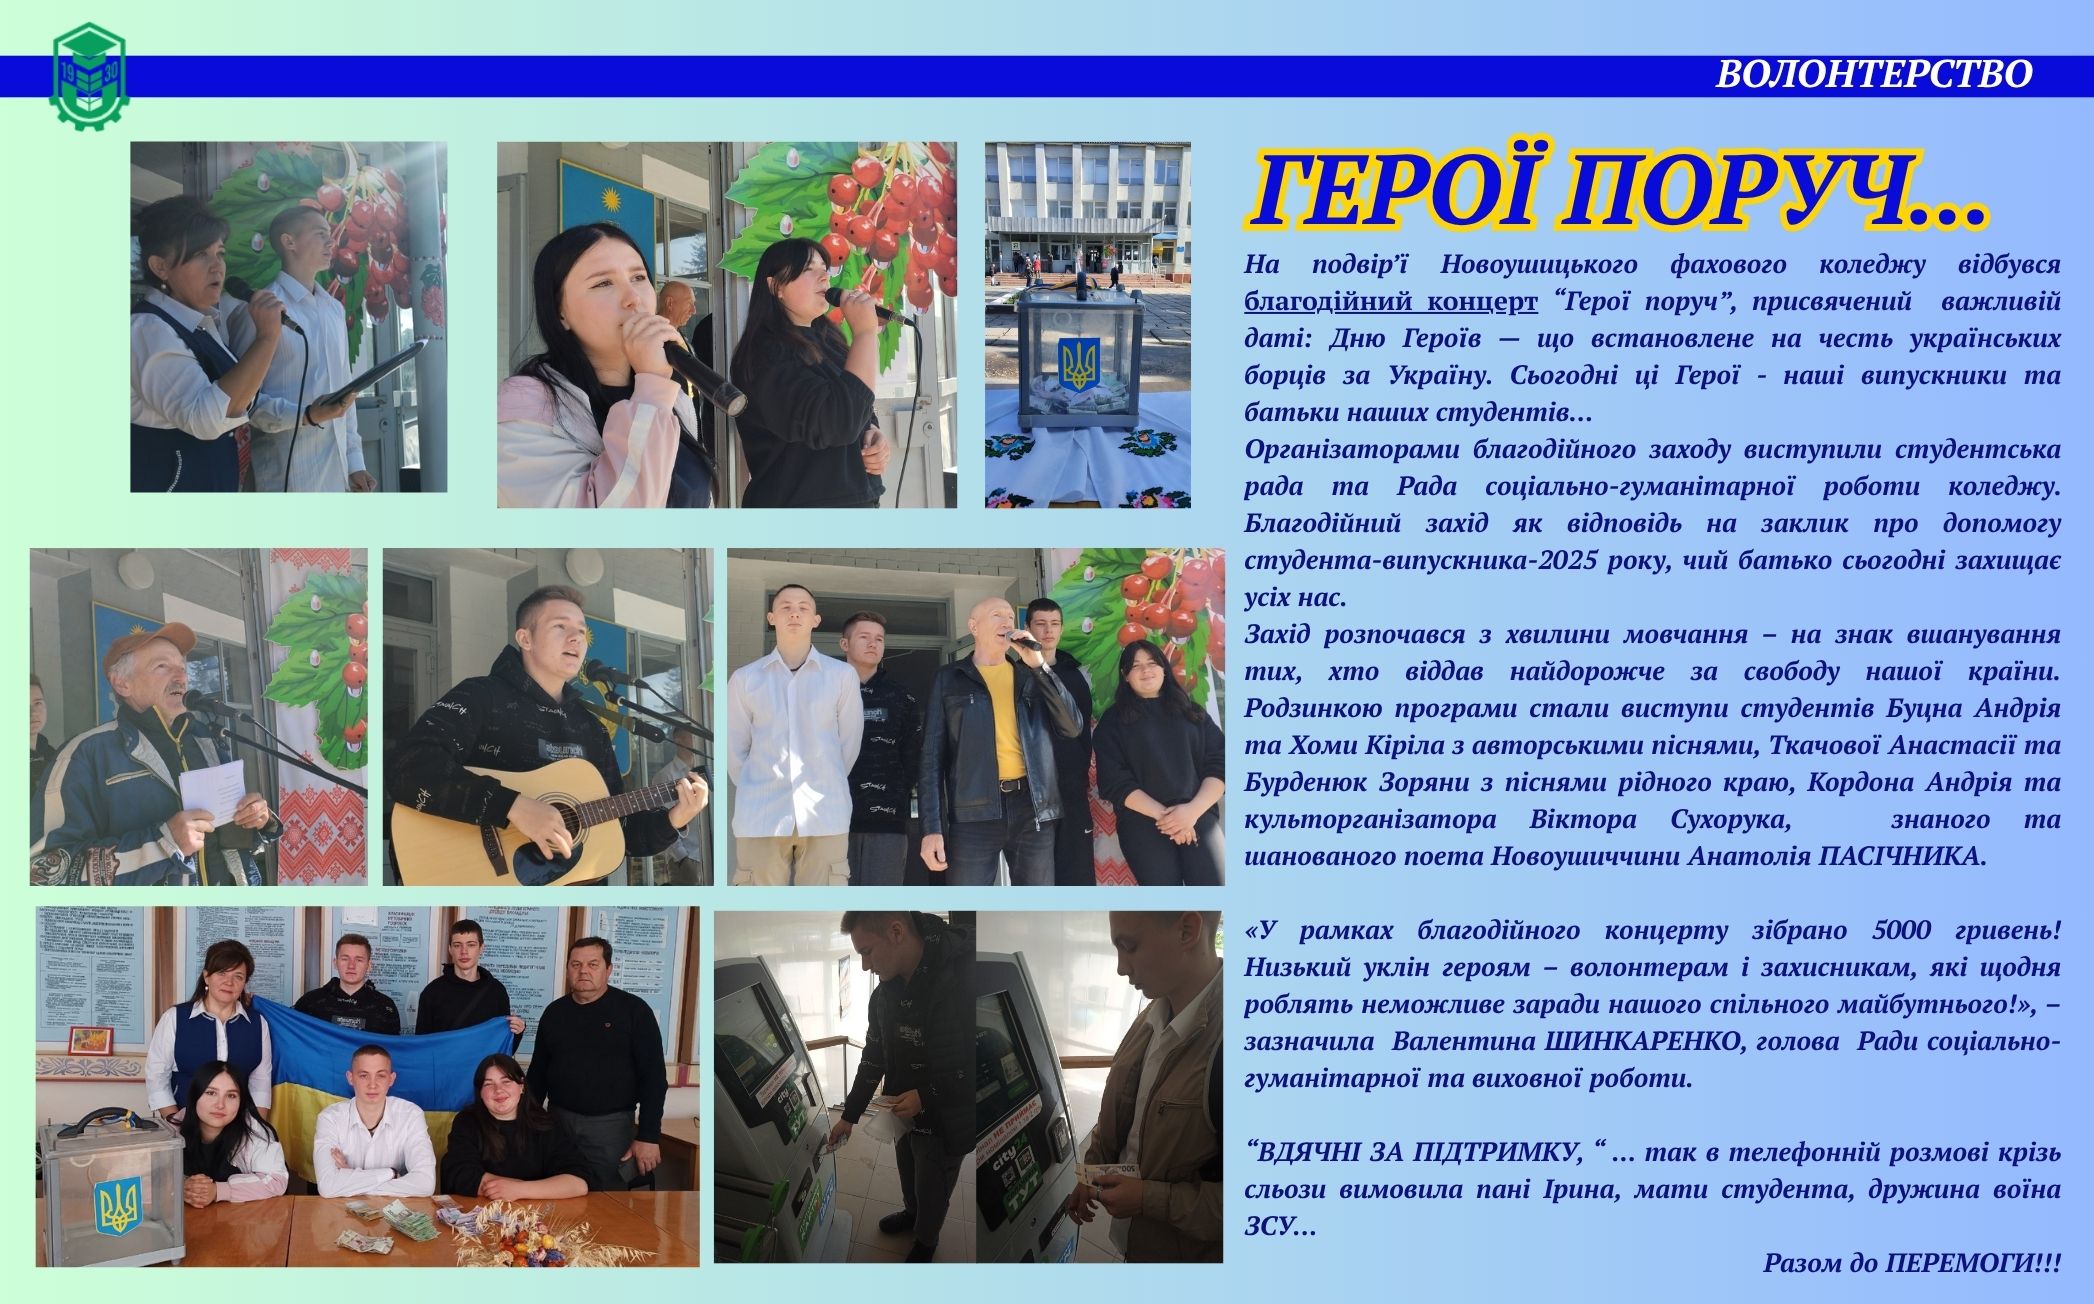 19 30
ВОЛОНТЕРСТВО
ГЕРОЇ ПОРУЧ...
На подвір’ї Новоушицького фахового коледжу відбувся
благодійний концерт “Герої поруч”, присвячений важливій
даті: Дню Героїв — що встановлене на честь українських
борців за Україну. Сьогодні ці Герої - наші випускники та
батьки наших студентів...
Організаторами благодійного заходу виступили студентська
рада та Рада соціально-гуманітарної роботи коледжу.
Благодійний захід як відповідь на заклик про допомогу
студента-випускника-2025 року, чий батько сьогодні захищає
усіх нас.
Захід розпочався з хвилини мовчання – на знак вшанування
тих, хто віддав найдорожче за свободу нашої країни.
Родзинкою програми стали виступи студентів Буцна Андрія
та Хоми Кіріла з авторськими піснями, Ткачової Анастасії та
Бурденюк Зоряни з піснями рідного краю, Кордона Андрія та
культорганізатора Віктора Сухорука, знаного та
шанованого поета Новоушиччини Анатолія ПАСІЧНИКА.
«У рамках благодійного концерту зібрано 5000 гривень!
Низький уклін героям – волонтерам і захисникам, які щодня
роблять неможливе заради нашого спільного майбутнього!», –
зазначила Валентина ШИНКАРЕНКО, голова Ради соціально-
гуманітарної та виховної роботи.
“ВДЯЧНІ ЗА ПІДТРИМКУ, “ ... так в телефонній розмові крізь
сльози вимовила пані Ірина, мати студента, дружина воїна
ЗСУ...
Разом до ПЕРЕМОГИ!!!
STAUNCH
staunch
city24
ТУТ